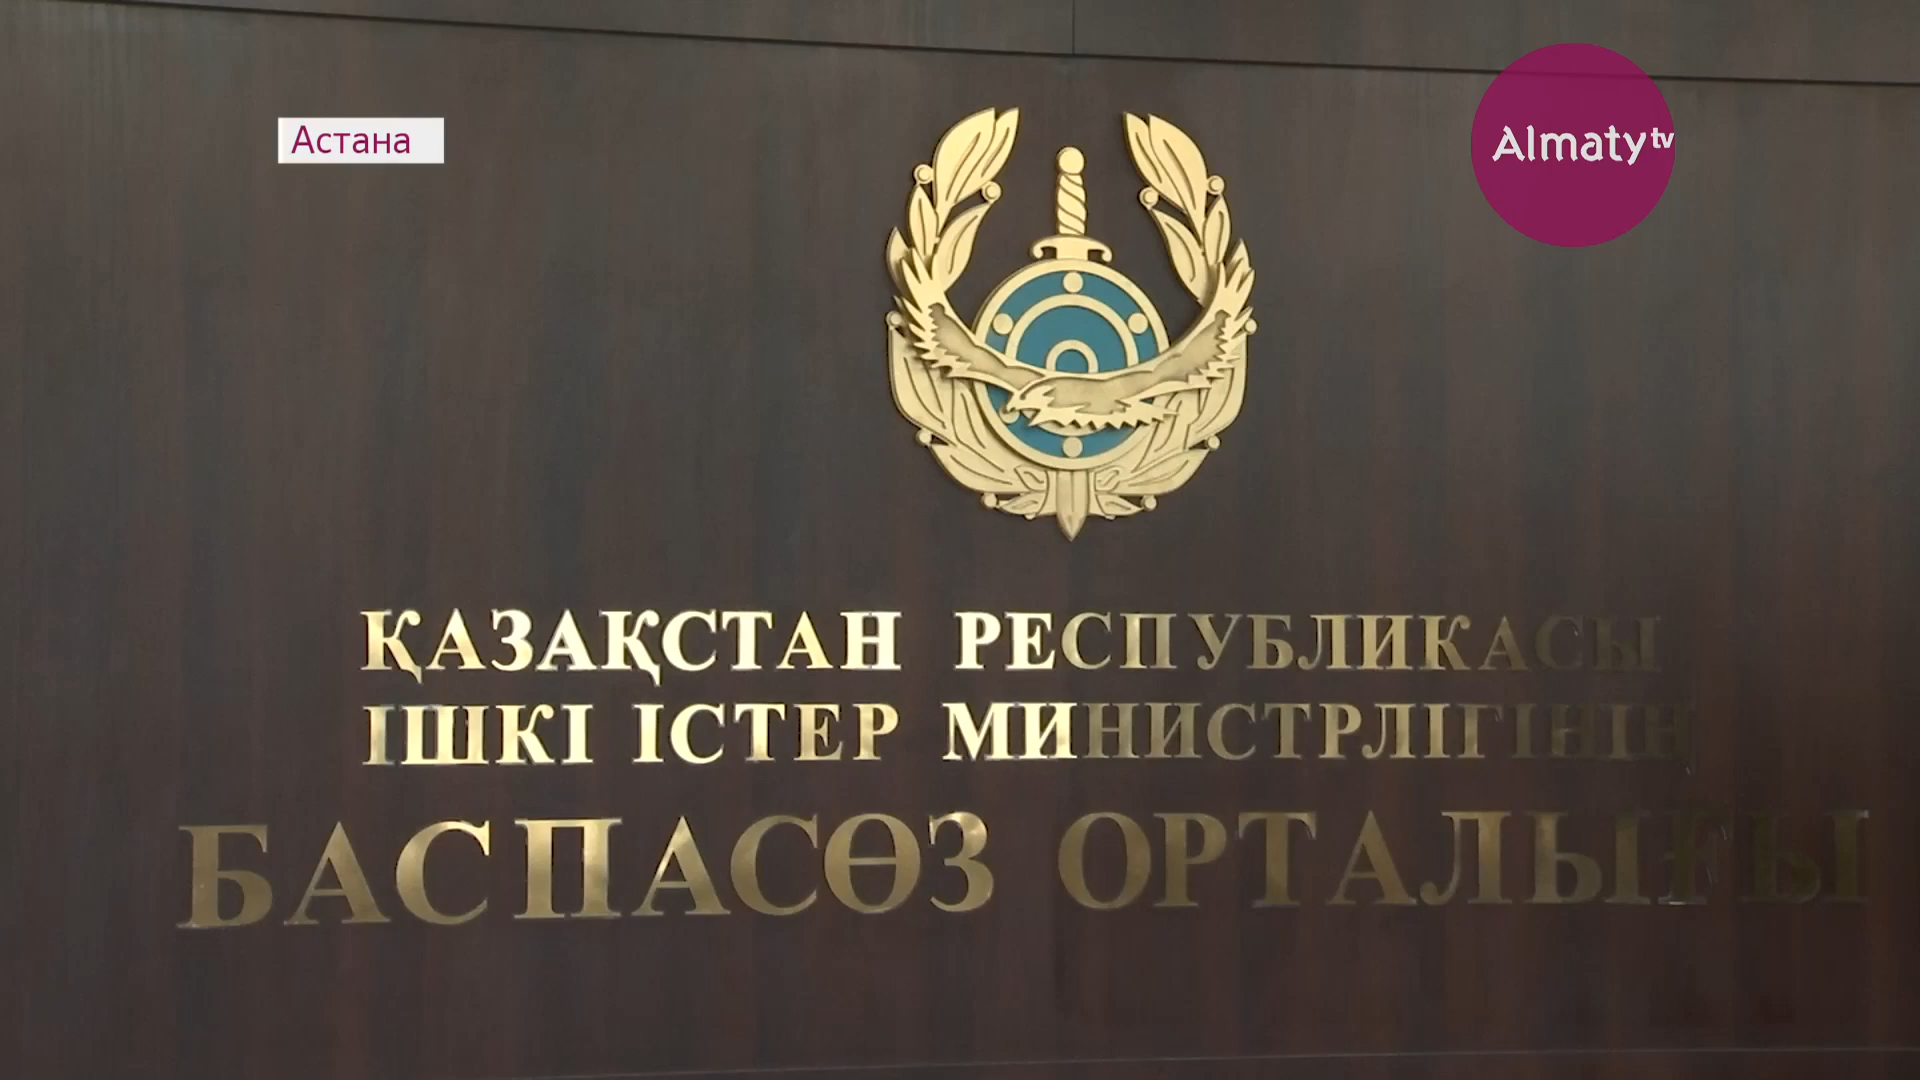 Астана
Almaty tv
ҚАЗАҚСТАН РЕСПУБЛИКАСЫ
ІШКІ ІСТЕР МИНИСТРЛІГІНІҢ
БАСПАСӨЗ ОРТАЛЫҒЫ